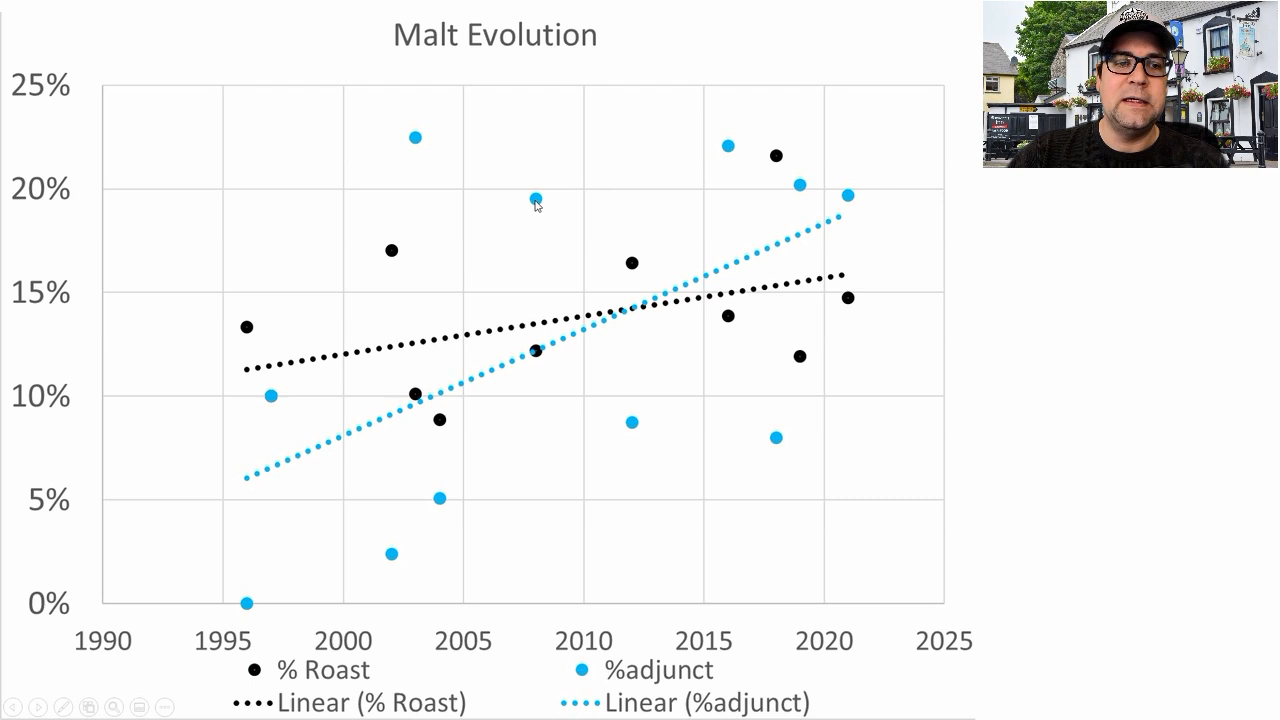 Malt Evolution
25%
20%
15%
10%
5%
0%
1990 1995 2000 2005 2010 2015 2020 2025
% Roast %adjunct
Linear (% Roast) Linear (%adjunct)